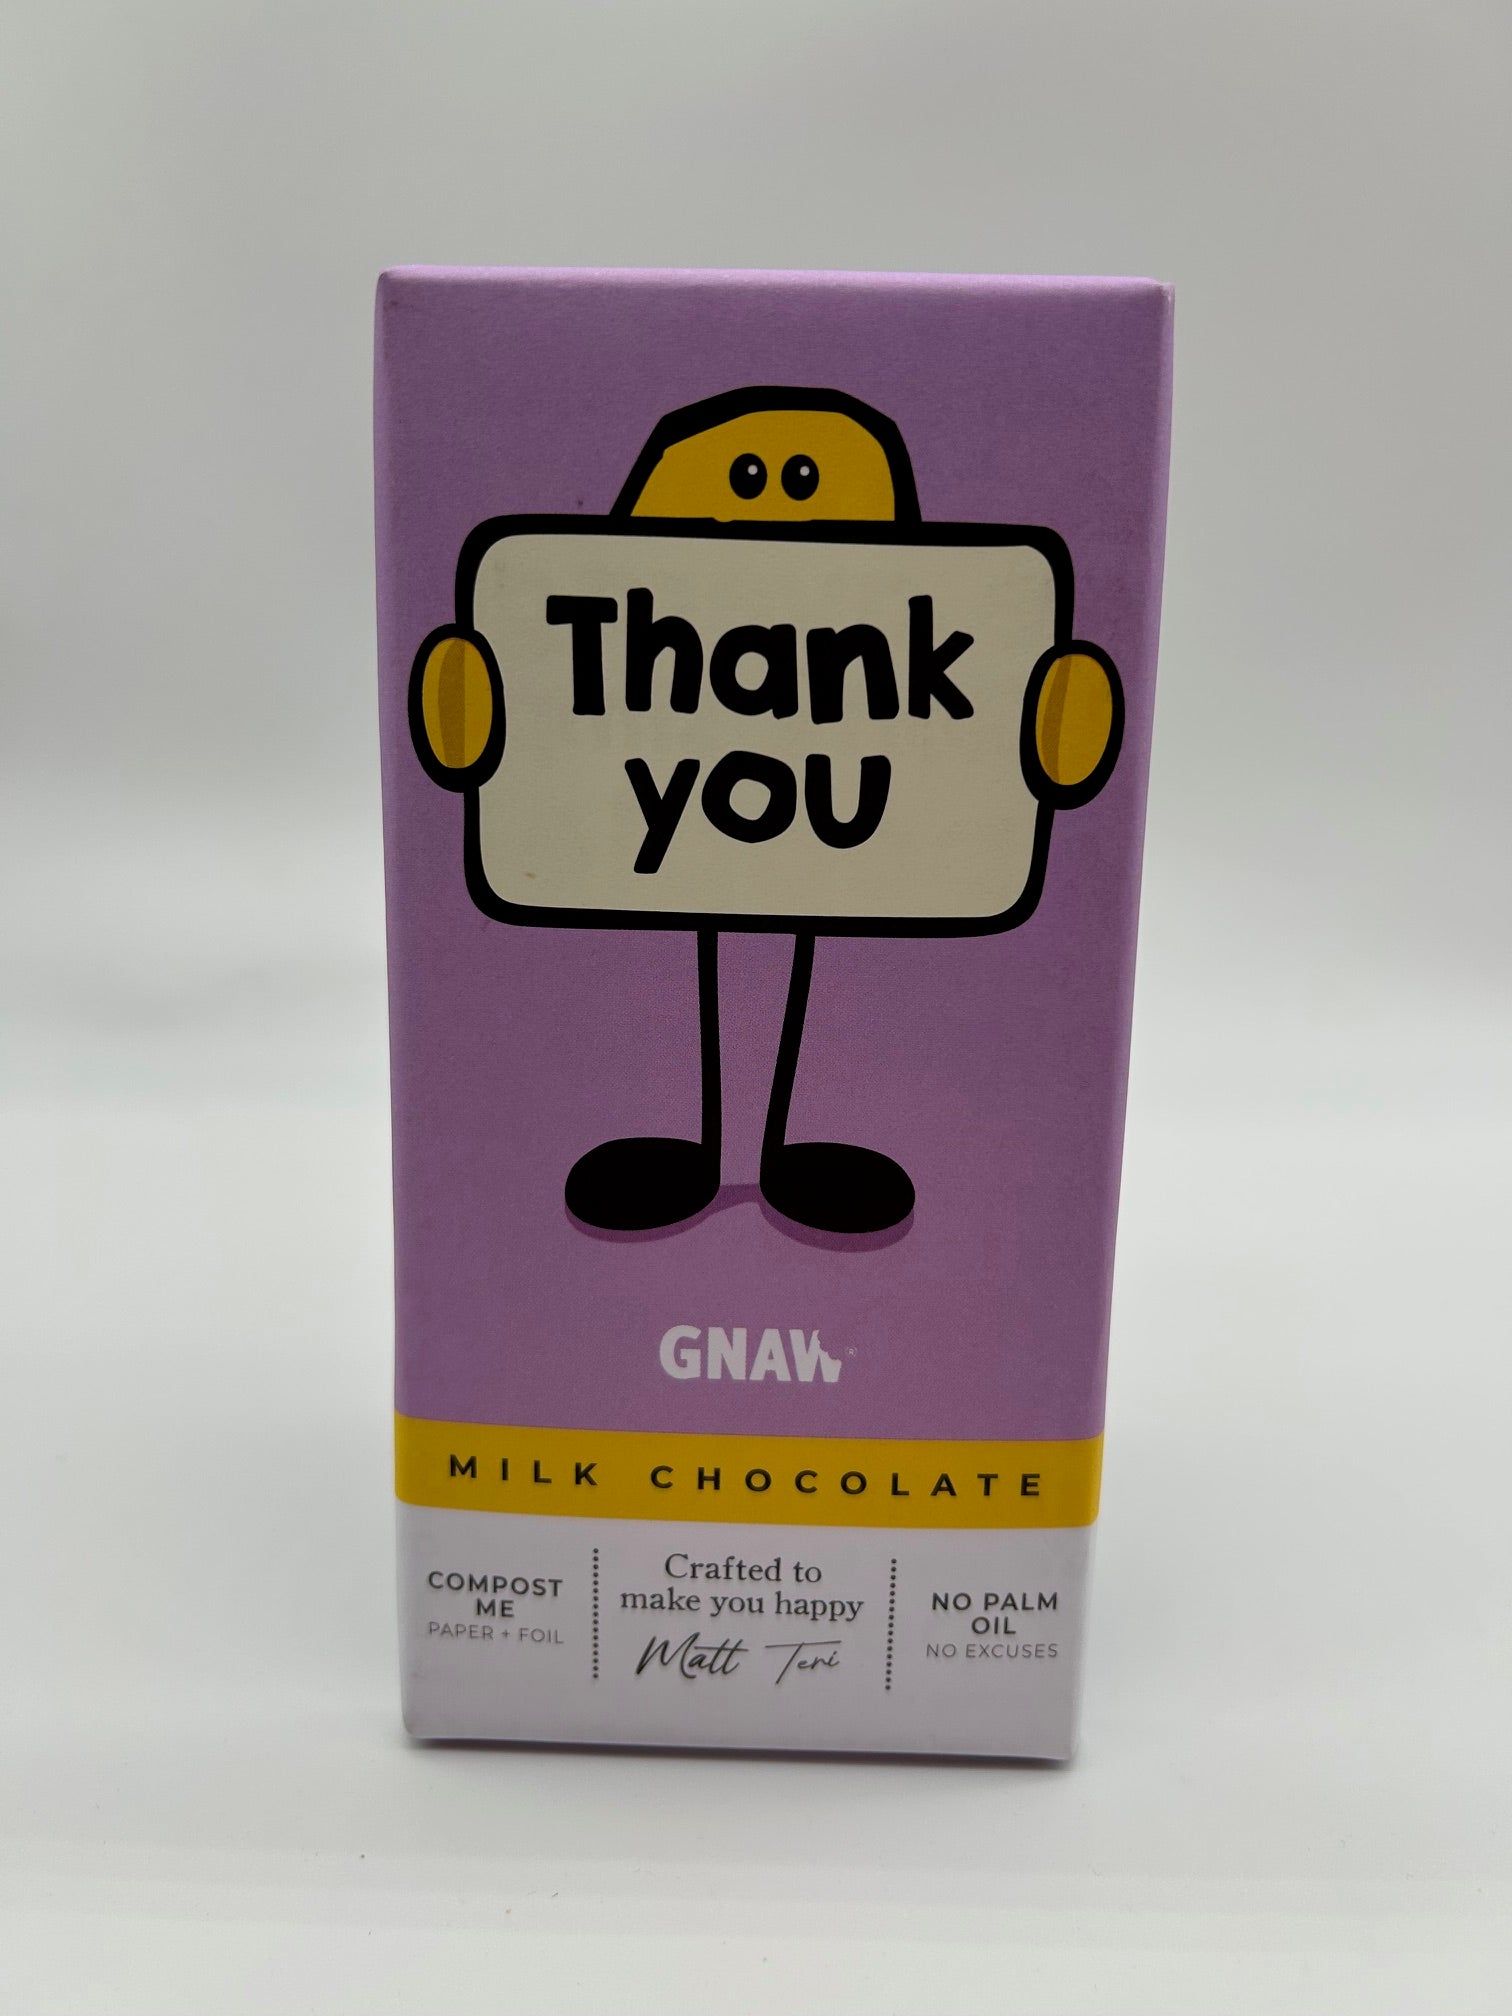 Thank
you
GNAW®
MILK CHOCOLATE
COMPOST
ME
PAPER + FOIL
Crafted to
make you happy
Matt Teri
NO PALM
OIL
NO EXCUSES